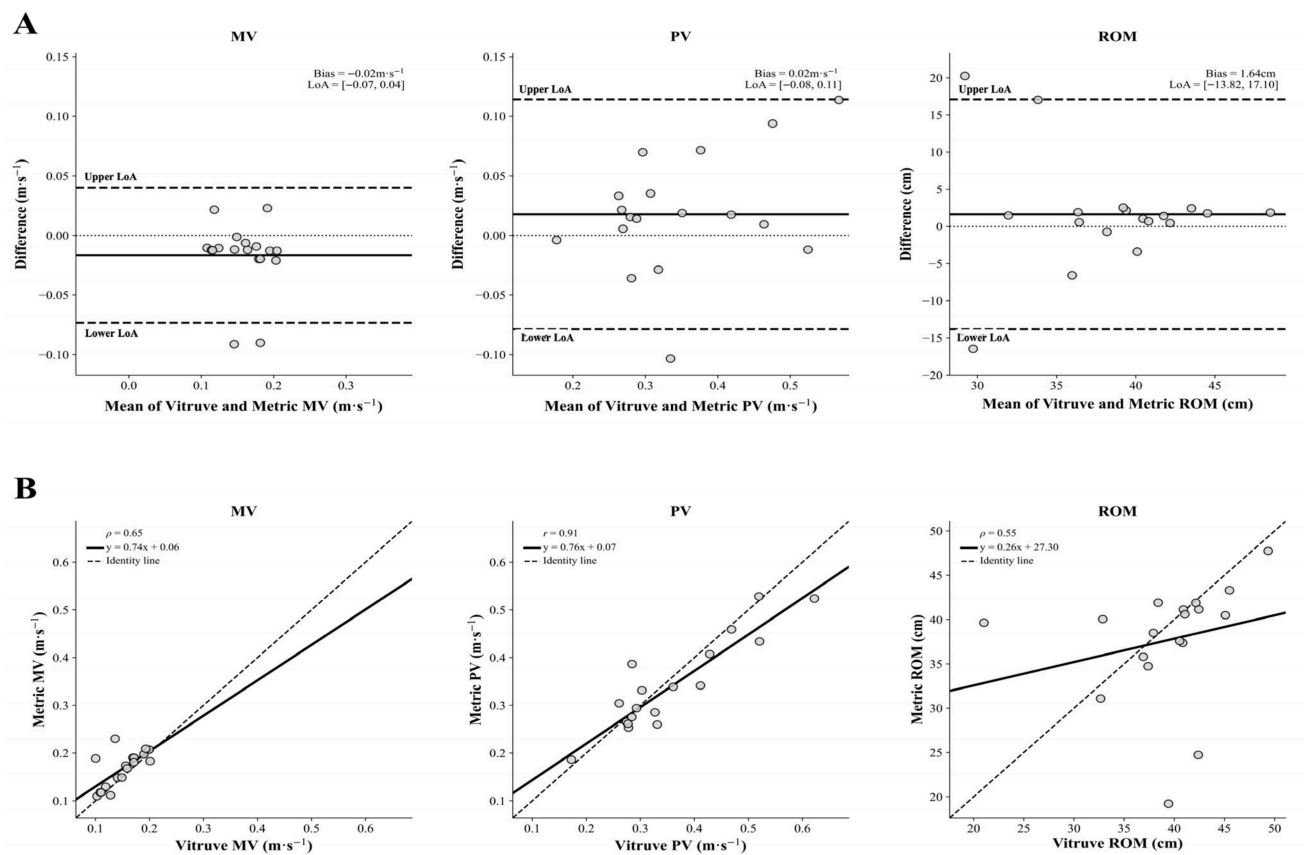 A
MV
Bias = −0.02m·s⁻¹
LoA = [−0.07, 0.04]
Upper LoA
Lower LoA
0.15
0.10
0.05
0.00
−0.05
−0.10
Difference (m·s⁻¹)
0.0
0.1
0.2
0.3
Mean of Vitruve and Metric MV (m·s⁻¹)
PV
Bias = 0.02m·s⁻¹
LoA = [−0.08, 0.11]
Upper LoA
Lower LoA
0.15
0.10
0.05
0.00
−0.05
−0.10
Difference (m·s⁻¹)
0.2
0.3
0.4
0.5
Mean of Vitruve and Metric PV (m·s⁻¹)
ROM
Bias = 1.64cm
LoA = [−13.82, 17.10]
Upper LoA
Lower LoA
20
15
10
5
0
−5
−10
−15
−20
Difference (cm)
30
35
40
45
Mean of Vitruve and Metric ROM (cm)
B
MV
ρ = 0.65
y = 0.74x + 0.06
Identity line
0.6
0.5
0.4
0.3
0.2
0.1
Metric MV (m·s⁻¹)
0.1
0.2
0.3
0.4
0.5
0.6
Vitruve MV (m·s⁻¹)
PV
r = 0.91
y = 0.76x + 0.07
Identity line
0.6
0.5
0.4
0.3
0.2
0.1
Metric PV (m·s⁻¹)
0.1
0.2
0.3
0.4
0.5
0.6
Vitruve PV (m·s⁻¹)
ROM
ρ = 0.55
y = 0.26x + 27.30
Identity line
50
45
40
35
30
25
20
Metric ROM (cm)
20
25
30
35
40
45
50
Vitruve ROM (cm)